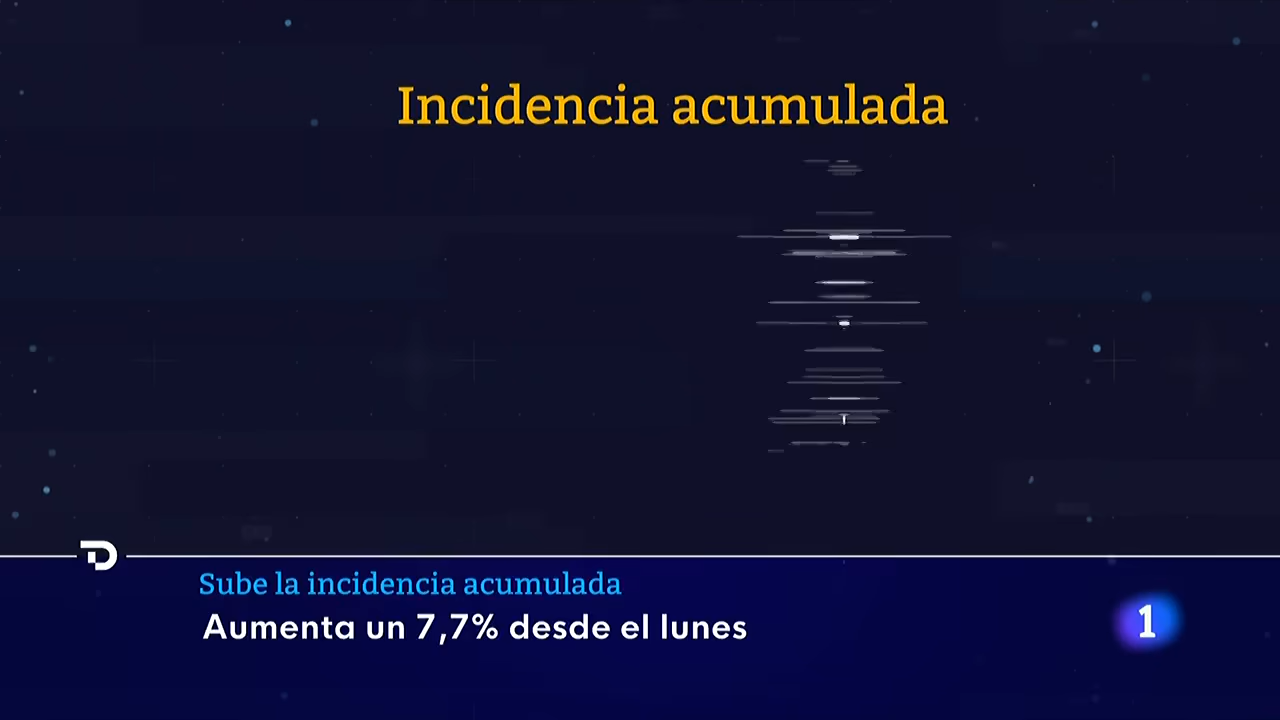 Incidencia acumulada
Sube la incidencia acumulada
Aumenta un 7,7% desde el lunes
1